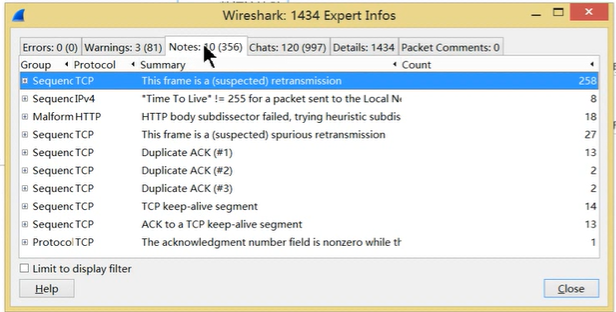 Wireshark: 1434 Expert Infos
Errors: 0 (0) Warnings: 3 (81) Notes: 10 (356) Chats: 120 (997) Details: 1434 Packet Comments: 0
Group Protocol Summary Count
Sequenc TCP This frame is a (suspected) retransmission 258
Sequenc IPv4 "Time To Live" != 255 for a packet sent to the Local Ne 8
Malform HTTP HTTP body subdissector failed, trying heuristic subdis 18
Sequenc TCP This frame is a (suspected) spurious retransmission 27
Sequenc TCP Duplicate ACK (#1) 13
Sequenc TCP Duplicate ACK (#2) 2
Sequenc TCP Duplicate ACK (#3) 2
Sequenc TCP TCP keep-alive segment 14
Sequenc TCP ACK to a TCP keep-alive segment 13
Protocol TCP The acknowledgment number field is nonzero while th 1
Limit to display filter
Help Close